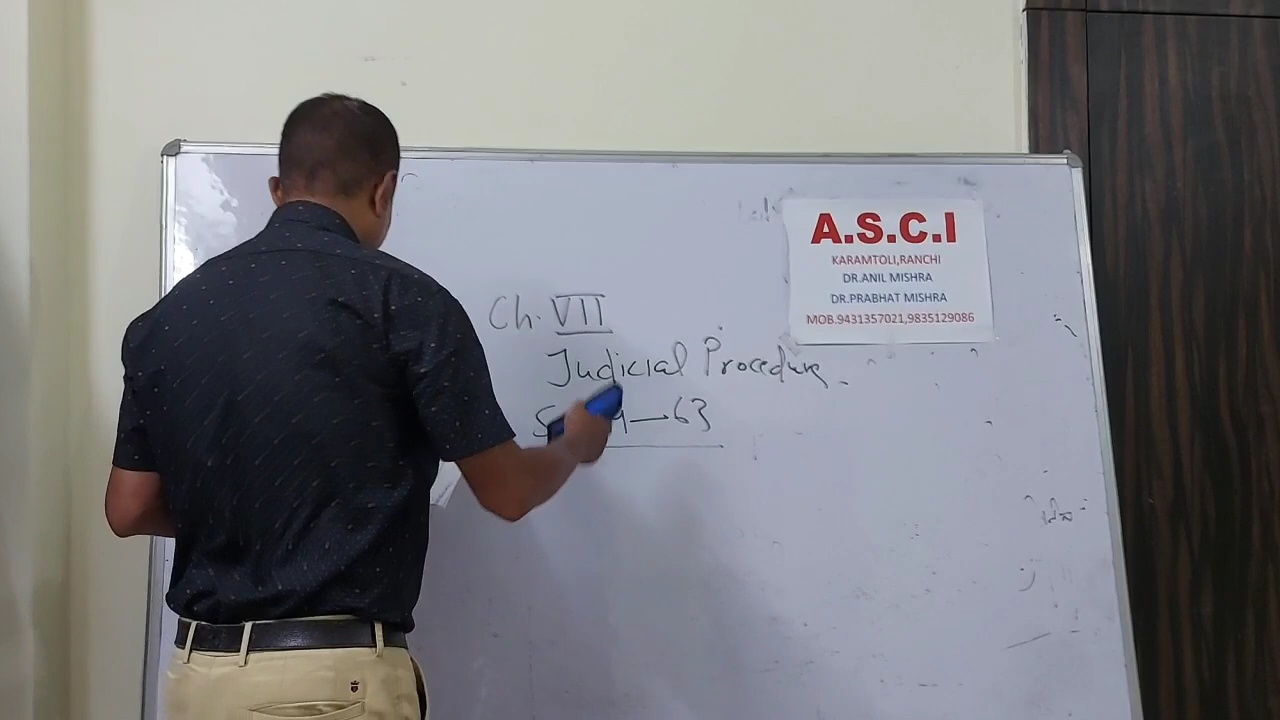 A.S.C.I
KARAMTOLI,RANCHI
DR.ANIL MISHRA
DR.PRABHAT MISHRA
MOB.9431357021,9835129086
Ch. VII
Judicial Procedure
63